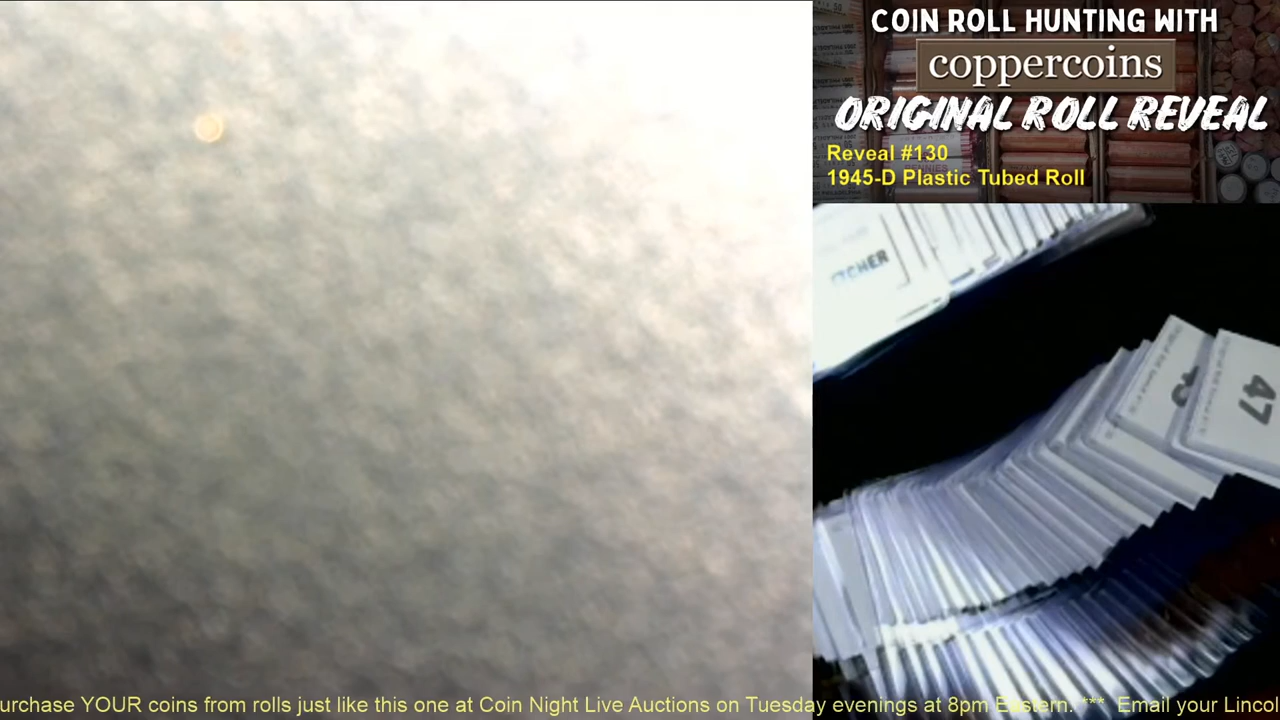 COIN ROLL HUNTING WITH
coppercoins
ORIGINAL ROLL REVEAL
Reveal #130
1945-D Plastic Tubed Roll
47
urchase YOUR coins from rolls just like this one at Coin Night Live Auctions on Tuesday evenings at 8pm Eastern. *** Email your Lincol